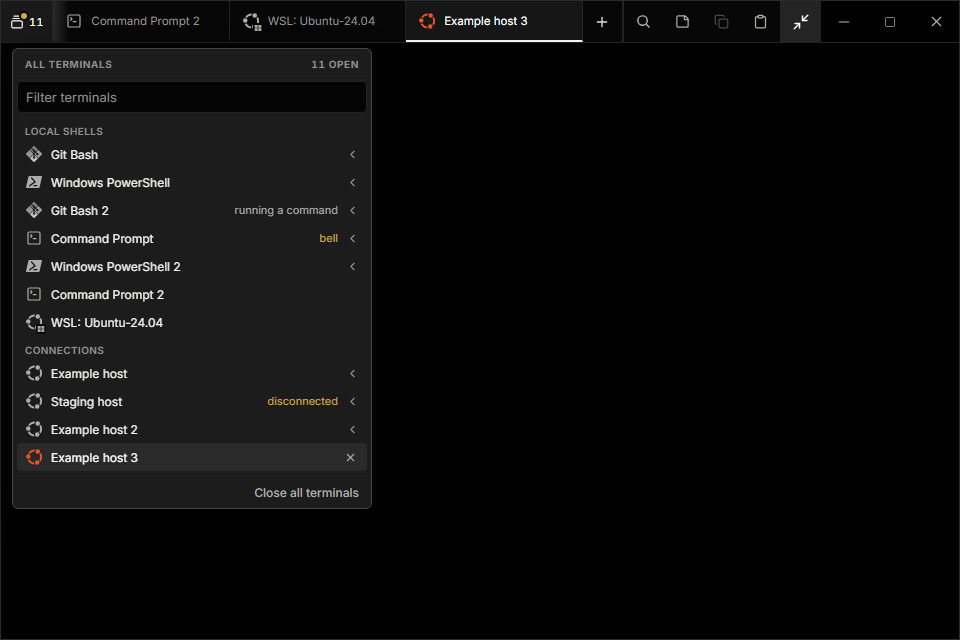 11
Command Prompt 2
WSL: Ubuntu-24.04
Example host 3
ALL TERMINALS 11 OPEN
Filter terminals
LOCAL SHELLS
Git Bash
Windows PowerShell
Git Bash 2 running a command
Command Prompt bell
Windows PowerShell 2
Command Prompt 2
WSL: Ubuntu-24.04
CONNECTIONS
Example host
Staging host disconnected
Example host 2
Example host 3
Close all terminals